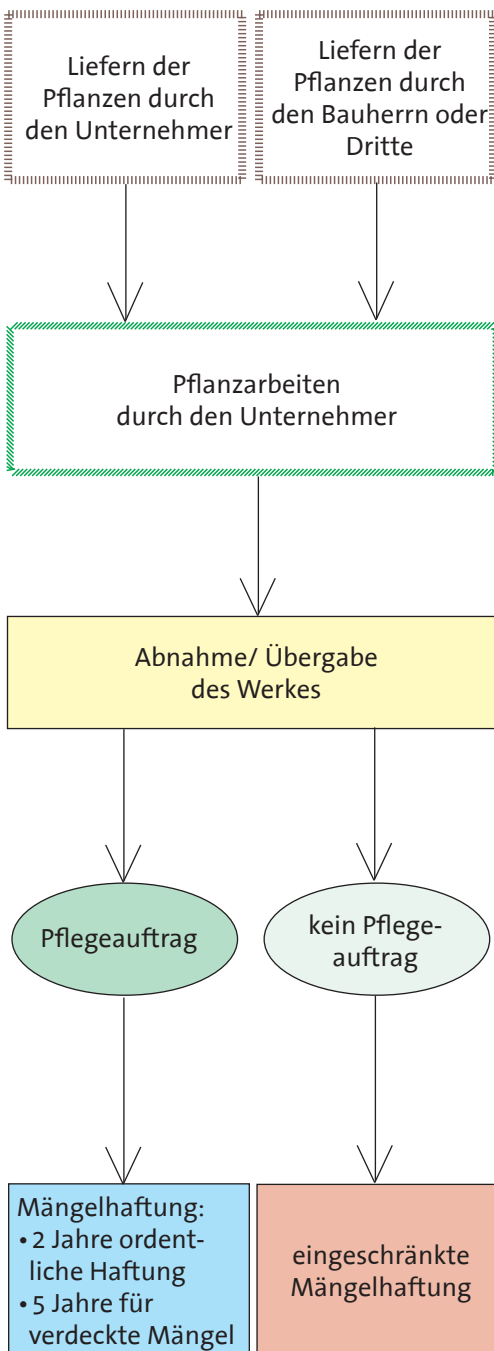 Liefern der
Pflanzen durch
den Unternehmer
Liefern der
Pflanzen durch
den Bauherrn oder
Dritte
Pflanzarbeiten
durch den Unternehmer
Abnahme/ Übergabe
des Werkes
Pflegeauftrag
kein Pflege-
auftrag
Mängelhaftung:
• 2 Jahre ordent-
liche Haftung
• 5 Jahre für
verdeckte Mängel
eingeschränkte
Mängelhaftung